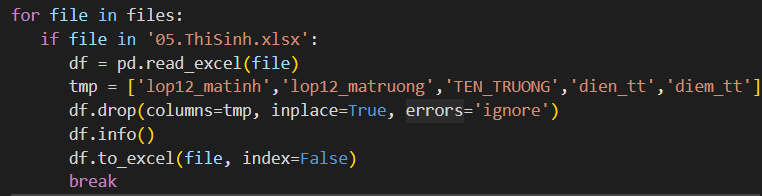 for file in files:
if file in '05.ThiSinh.xlsx':
df = pd.read_excel(file)
tmp = ['lop12_matinh','lop12_matruong','TEN_TRUONG','dien_tt','diem_tt']
df.drop(columns=tmp, inplace=True, errors='ignore')
df.info()
df.to_excel(file, index=False)
break